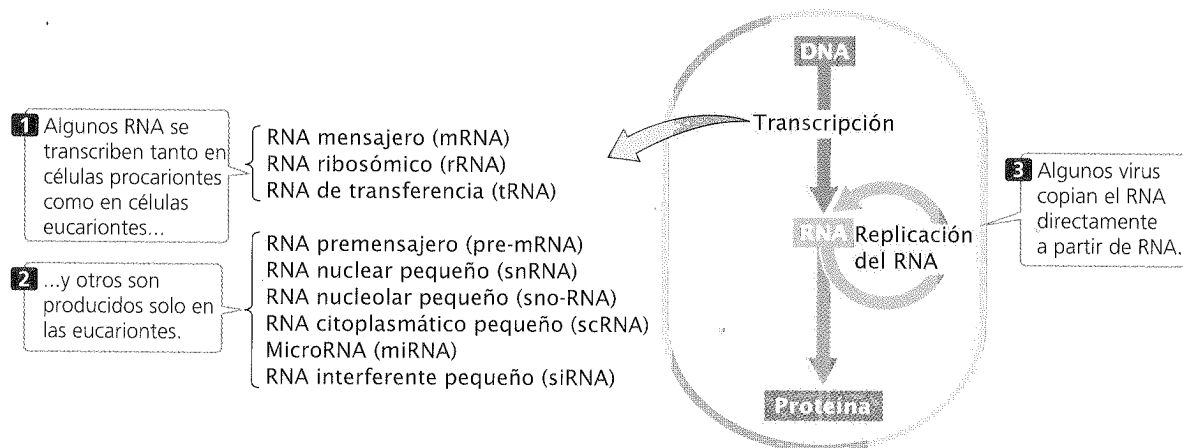 1 Algunos RNA se
transcriben tanto en
células procariontes
como en células
eucariontes...
RNA mensajero (mRNA)
RNA ribosómico (rRNA)
RNA de transferencia (tRNA)
2 ...y otros son
producidos solo en
las eucariontes.
RNA premensajero (pre-mRNA)
RNA nuclear pequeño (snRNA)
RNA nucleolar pequeño (sno-RNA)
RNA citoplasmático pequeño (scRNA)
MicroRNA (miRNA)
RNA interferente pequeño (siRNA)
DNA
Transcripción
RNA
Replicación
del RNA
Proteína
3 Algunos virus
copian el RNA
directamente
a partir de RNA.